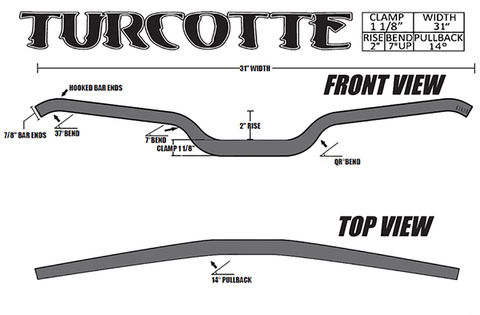 TURCOTTE
CLAMP WIDTH
1 1/8" 31"
RISE BEND PULLBACK
2" 7°UP 14°
31" WIDTH
HOOKED BAR ENDS
FRONT VIEW
7/8" BAR ENDS
37° BEND
7° BEND
2" RISE
CLAMP 1 1/8"
QR° BEND
TOP VIEW
14° PULLBACK